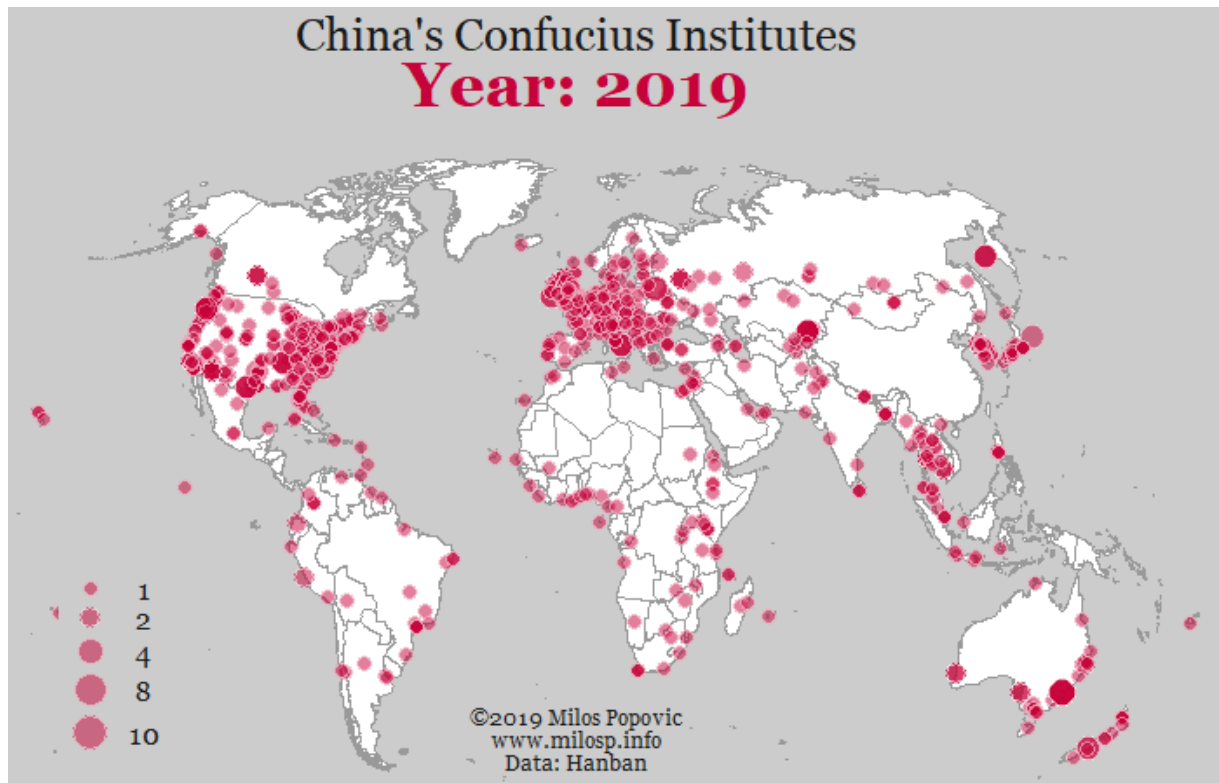 China's Confucius Institutes
Year: 2019
1
2
4
8
10
©2019 Milos Popovic
www.milosp.info
Data: Hanban